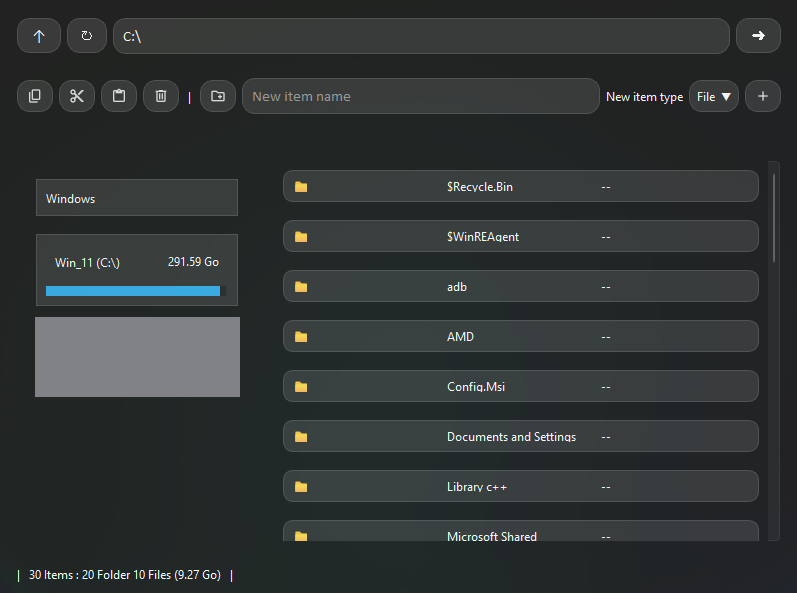 C:\
|
New item name
New item type
File ▼
+
Windows
Win_11 (C:\) 291.59 Go
$Recycle.Bin --
$WinREAgent --
adb --
AMD --
Config.Msi --
Documents and Settings --
Library c++ --
Microsoft Shared --
| 30 Items : 20 Folder 10 Files (9.27 Go) |